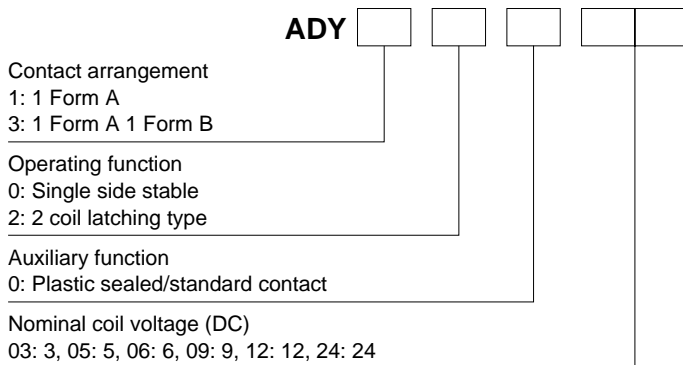 ADY
Contact arrangement
1: 1 Form A
3: 1 Form A 1 Form B
Operating function
0: Single side stable
2: 2 coil latching type
Auxiliary function
0: Plastic sealed/standard contact
Nominal coil voltage (DC)
03: 3, 05: 5, 06: 6, 09: 9, 12: 12, 24: 24